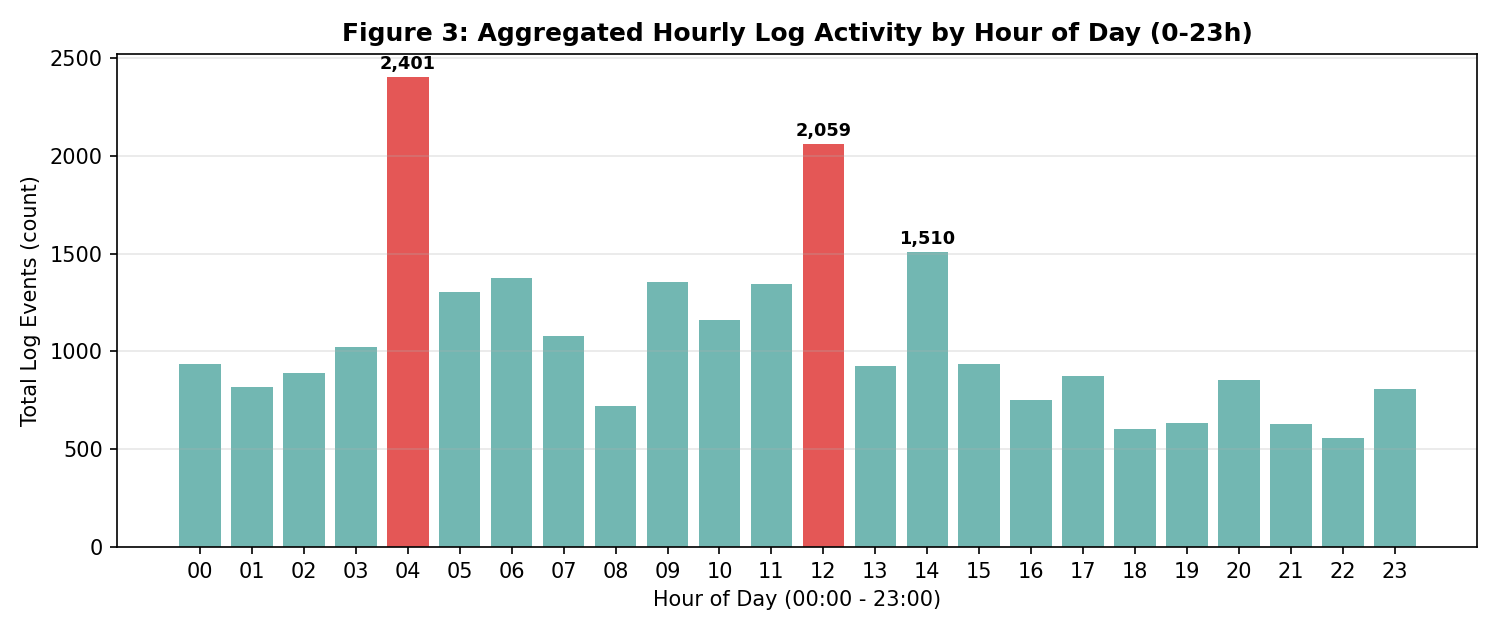 Figure 3: Aggregated Hourly Log Activity by Hour of Day (0-23h)
Total Log Events (count)
2500
2000
1500
1000
500
0
2,401
2,059
1,510
00 01 02 03 04 05 06 07 08 09 10 11 12 13 14 15 16 17 18 19 20 21 22 23
Hour of Day (00:00 - 23:00)